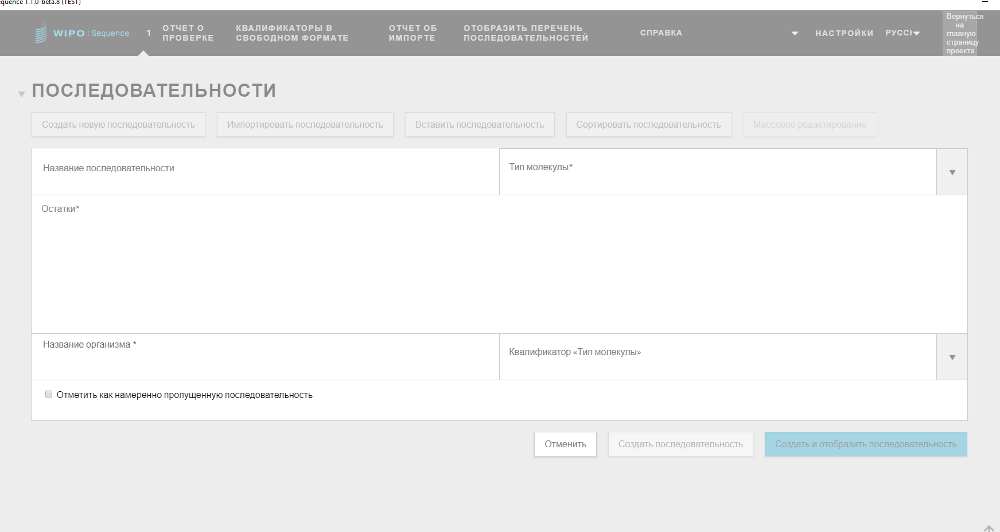 equence 1.1.0-beta.8 (TEST)
WIPO | Sequence
1
ОТЧЕТ О
ПРОВЕРКЕ
КВАЛИФИКАТОРЫ В
СВОБОДНОМ ФОРМАТЕ
ОТЧЕТ ОБ
ИМПОРТЕ
ОТОБРАЗИТЬ ПЕРЕЧЕНЬ
ПОСЛЕДОВАТЕЛЬНОСТЕЙ
СПРАВКА
НАСТРОЙКИ
РУССК
Вернуться
на
главную
страницу
проекта
ПОСЛЕДОВАТЕЛЬНОСТИ
Создать новую последовательность
Импортировать последовательность
Вставить последовательность
Сортировать последовательность
Массовое редактирование
Название последовательности
Тип молекулы*
Остатки*
Название организма *
Квалификатор «Тип молекулы»
Отметить как намеренно пропущенную последовательность
Отменить
Создать последовательность
Создать и отобразить последовательность